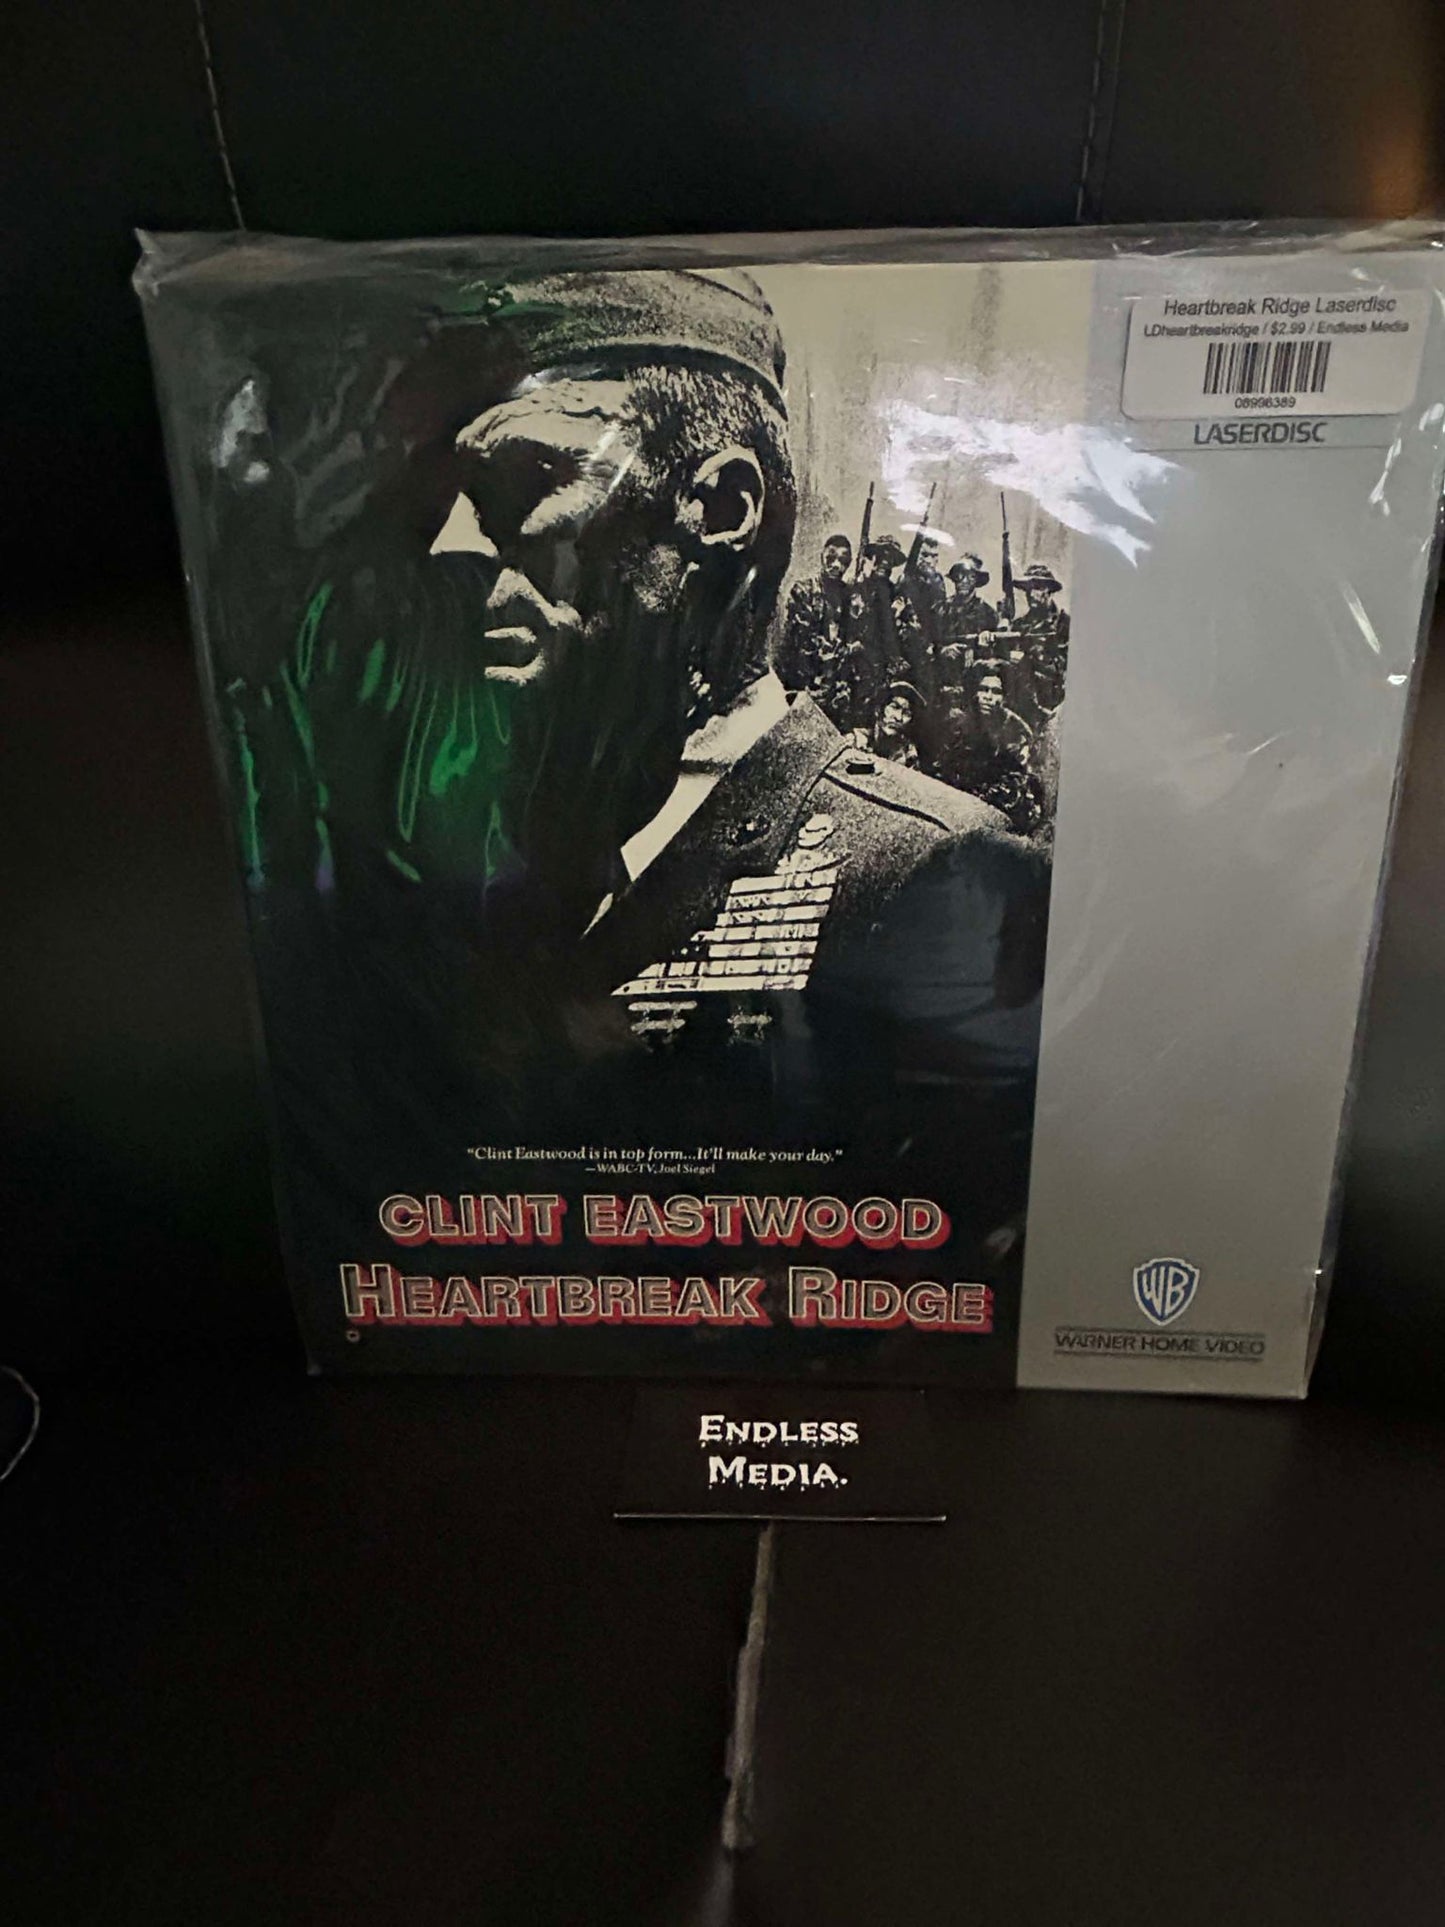 Heartbreak Ridge Laserdisc
LDheartbreakridge / $2.99 / Endless Media
08996389
LASERDISC
"Clint Eastwood is in top form...It'll make your day."
—WABC-TV, Joel Siegel
CLINT EASTWOOD
HEARTBREAK RIDGE
WB
WARNER HOME VIDEO
ENDLESS
MEDIA.